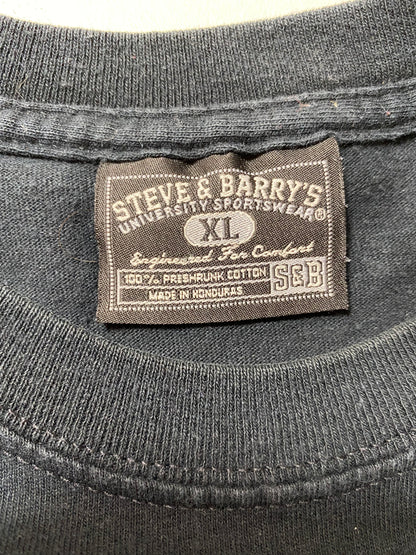 STEVE & BARRY'S
UNIVERSITY SPORTSWEAR®
XL
Engineered For Comfort
100% PRESHRUNK COTTON
MADE IN HONDURAS
S&B